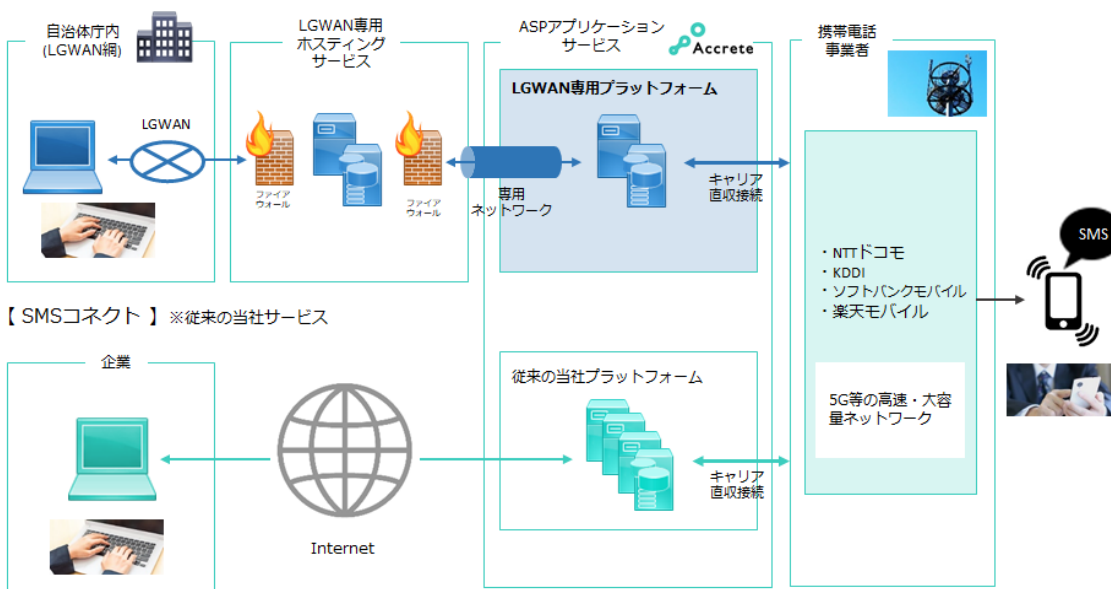 自治体庁内
(LGWAN網)
LGWAN専用
ホスティング
サービス
ASPアプリケーション
サービス
Accrete
携帯電話
事業者
LGWAN
ファイア
ウォール
ファイア
ウォール
専用
ネットワーク
LGWAN専用プラットフォーム
キャリア
直収接続
・NTTドコモ
・KDDI
・ソフトバンクモバイル
・楽天モバイル
5G等の高速・大容
量ネットワーク
SMS
【 SMSコネクト 】 ※従来の当社サービス
企業
Internet
従来の当社プラットフォーム
キャリア
直収接続